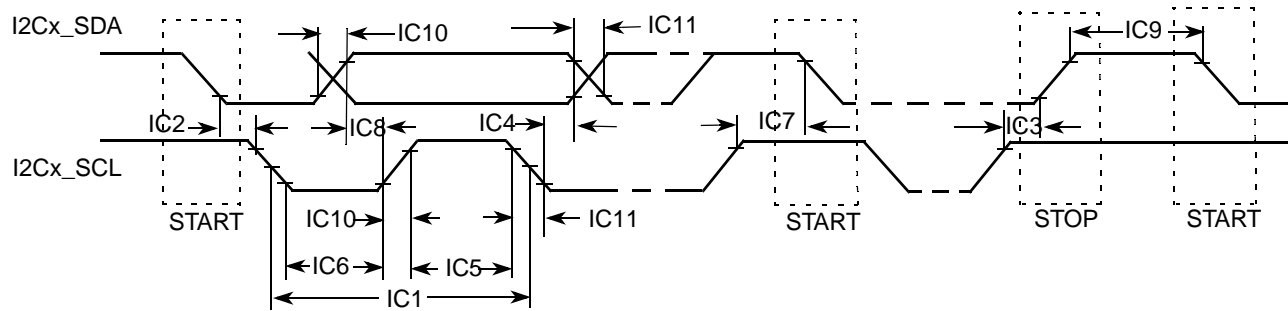 I2Cx_SDA
IC10
IC11
IC9
IC2
IC8
IC4
IC7
IC3
I2Cx_SCL
START
IC10
IC11
START
STOP
START
IC6
IC5
IC1